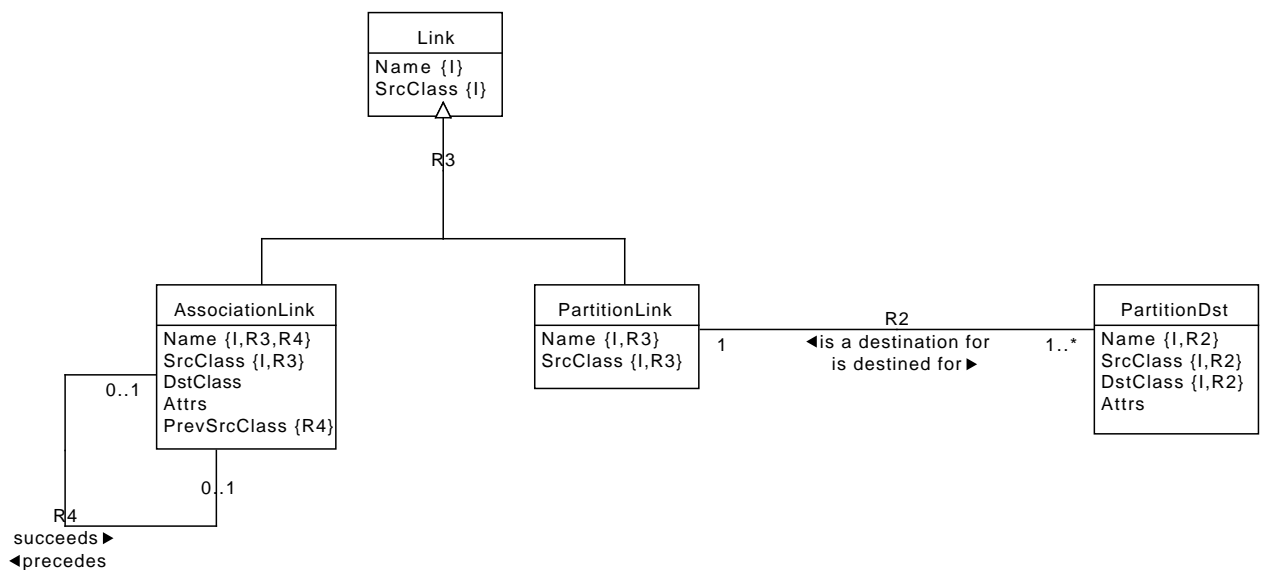 Link
Name {I}
SrcClass {I}
R3
AssociationLink
Name {I,R3,R4}
SrcClass {I,R3}
DstClass
Attrs
PrevSrcClass {R4}
PartitionLink
Name {I,R3}
SrcClass {I,R3}
R2
1
◄is a destination for
is destined for►
1..*
PartitionDst
Name {I,R2}
SrcClass {I,R2}
DstClass {I,R2}
Attrs
0..1
0..1
R4
succeeds►
◄precedes